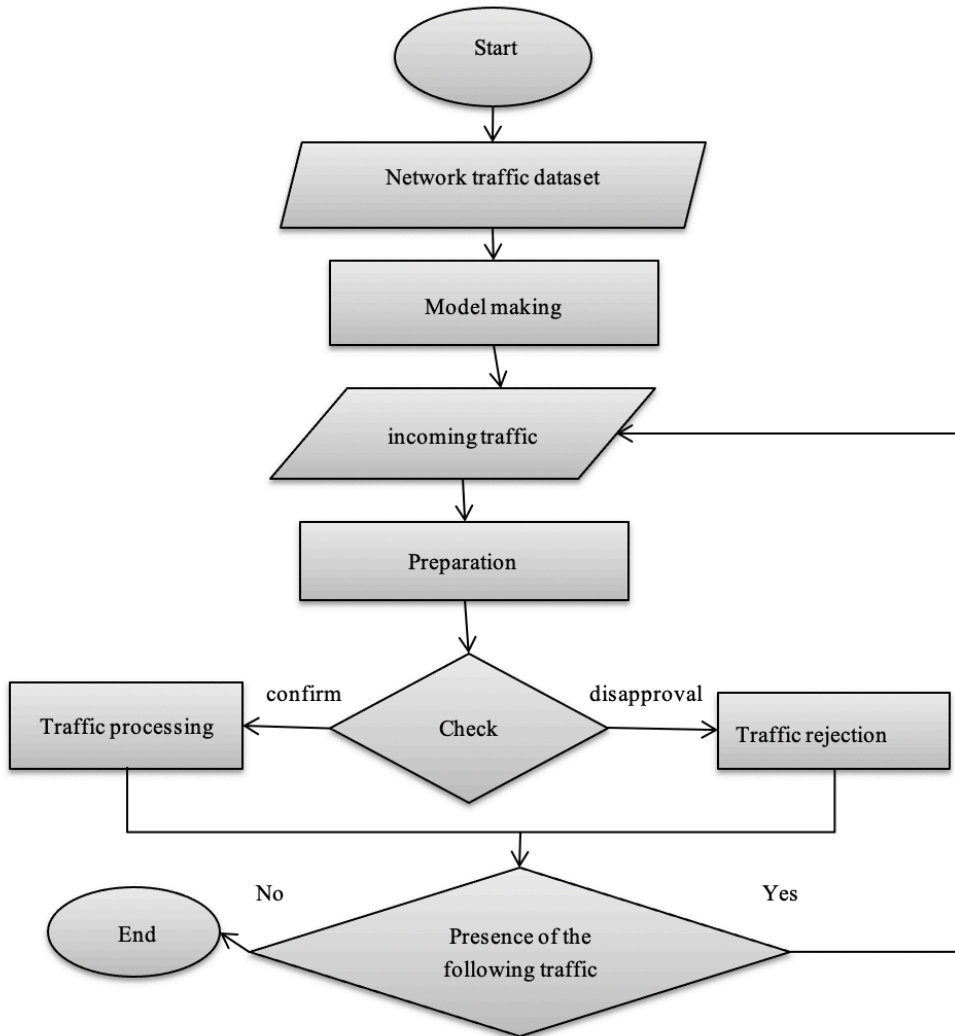 Start
Network traffic dataset
Model making
incoming traffic
Preparation
confirm
disapproval
Traffic processing
Check
Traffic rejection
No
Yes
End
Presence of the
following traffic